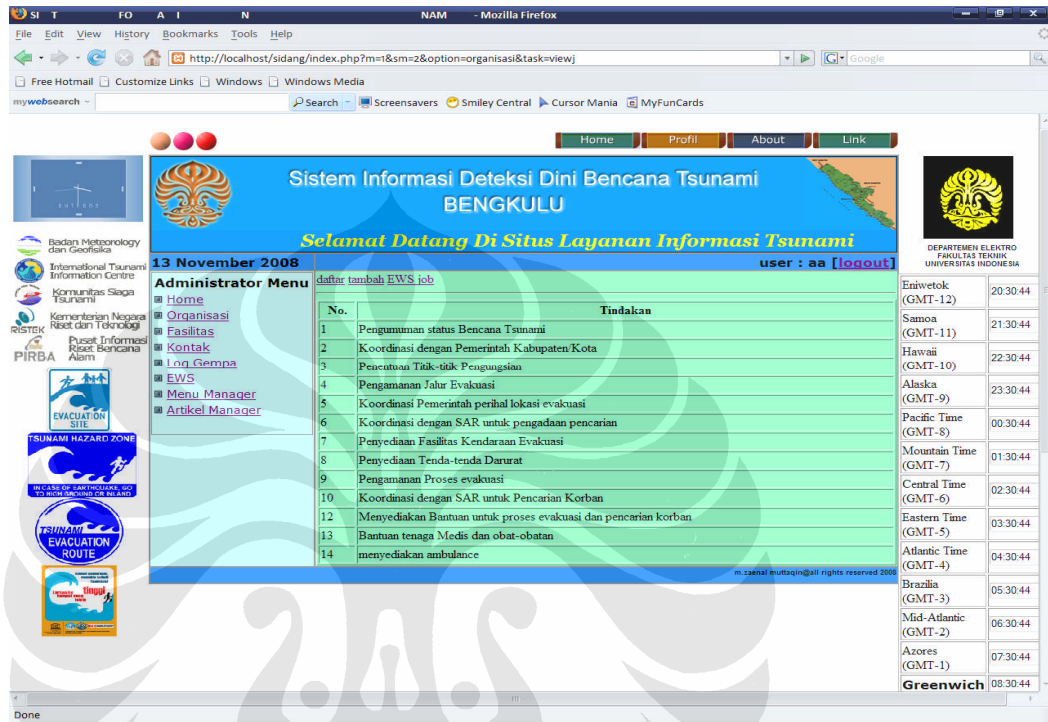 SI T FO A I N NAM - Mozilla Firefox
File Edit View History Bookmarks Tools Help
http://localhost/sidang/index.php?m=1&sm=2&option=organisasi&task=viewj
G Google
Free Hotmail Customize Links Windows Windows Media
mywebsearch Search Screensavers Smiley Central Cursor Mania MyFunCards
Home Profil About Link
Sistem Informasi Deteksi Dini Bencana Tsunami
BENGKULU
Selamat Datang Di Situs Layanan Informasi Tsunami
13 November 2008
user : aa [logout]
Badan Meteorology
dan Geofisika
International Tsunami
Information Centre
Komunitas Siaga
Tsunami
RISTEK
Kementerian Negara
Riset dan Teknologi
PIRBA
Pusat Informasi
Riset Bencana
Alam
EVACUATION
SITE
TSUNAMI HAZARD ZONE
IN CASE OF EARTHQUAKE, GO
TO HIGH GROUND OR INLAND
TSUNAMI
EVACUATION
ROUTE
tinggi
Administrator Menu
Home
Organisasi
Fasilitas
Kontak
Log Gempa
EWS
Menu Manager
Artikel Manager
daftar tambah EWS job
No. Tindakan
1 Pengumuman status Bencana Tsunami
2 Koordinasi dengan Pemerintah Kabupaten/Kota
3 Penentuan Titik-titik Pengungsian
4 Pengamanan Jalur Evakuasi
5 Koordinasi Pemerintah perihal lokasi evakuasi
6 Koordinasi dengan SAR untuk pengadaan pencarian
7 Penyediaan Fasilitas Kendaraan Evakuasi
8 Penyediaan Tenda-tenda Darurat
9 Pengamanan Proses evakuasi
10 Koordinasi dengan SAR untuk Pencarian Korban
12 Menyediakan Bantuan untuk proses evakuasi dan pencarian korban
13 Bantuan tenaga Medis dan obat-obatan
14 menyediakan ambulance
m.zaenal muttaqin@all rights reserved 2008
DEPARTEMEN ELEKTRO
FAKULTAS TEKNIK
UNIVERSITAS INDONESIA
Eniwetok
(GMT-12) 20:30:44
Samoa
(GMT-11) 21:30:44
Hawaii
(GMT-10) 22:30:44
Alaska
(GMT-9) 23:30:44
Pacific Time
(GMT-8) 00:30:44
Mountain Time
(GMT-7) 01:30:44
Central Time
(GMT-6) 02:30:44
Eastern Time
(GMT-5) 03:30:44
Atlantic Time
(GMT-4) 04:30:44
Brazilia
(GMT-3) 05:30:44
Mid-Atlantic
(GMT-2) 06:30:44
Azores
(GMT-1) 07:30:44
Greenwich 08:30:44
Done